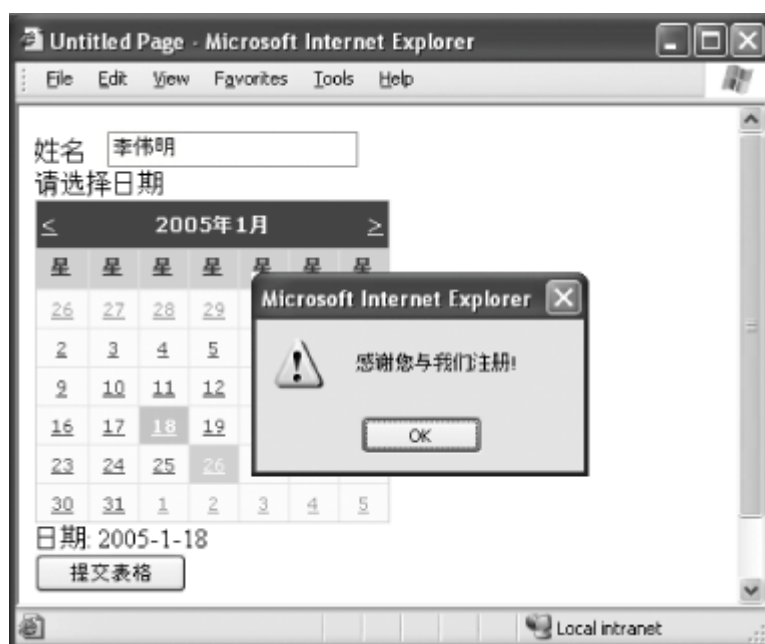 Untitled Page - Microsoft Internet Explorer
File Edit View Favorites Tools Help
姓名 李伟明
请选择日期
< 2005年1月 >
星 星 星 星 星 星 星
26 27 28 29
2 3 4 5
9 10 11 12
16 17 18 19
23 24 25 26
30 31 1 2 3 4 5
Microsoft Internet Explorer
感谢您与我们注册!
OK
日期: 2005-1-18
提交表格
Local intranet